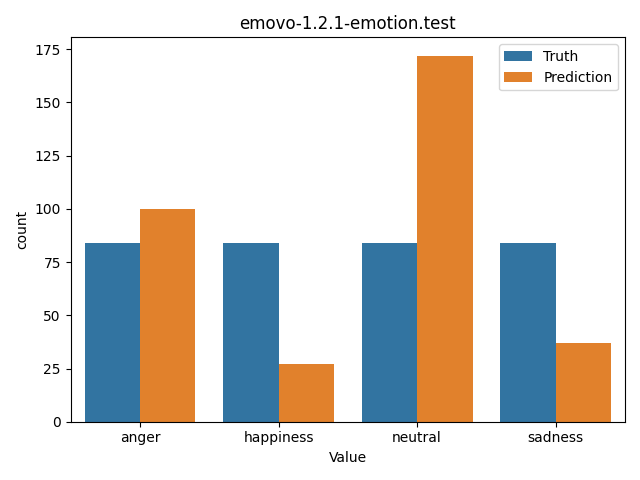 emovo-1.2.1-emotion.test
Truth
Prediction
175
150
125
100
75
50
25
0
count
anger happiness neutral sadness
Value